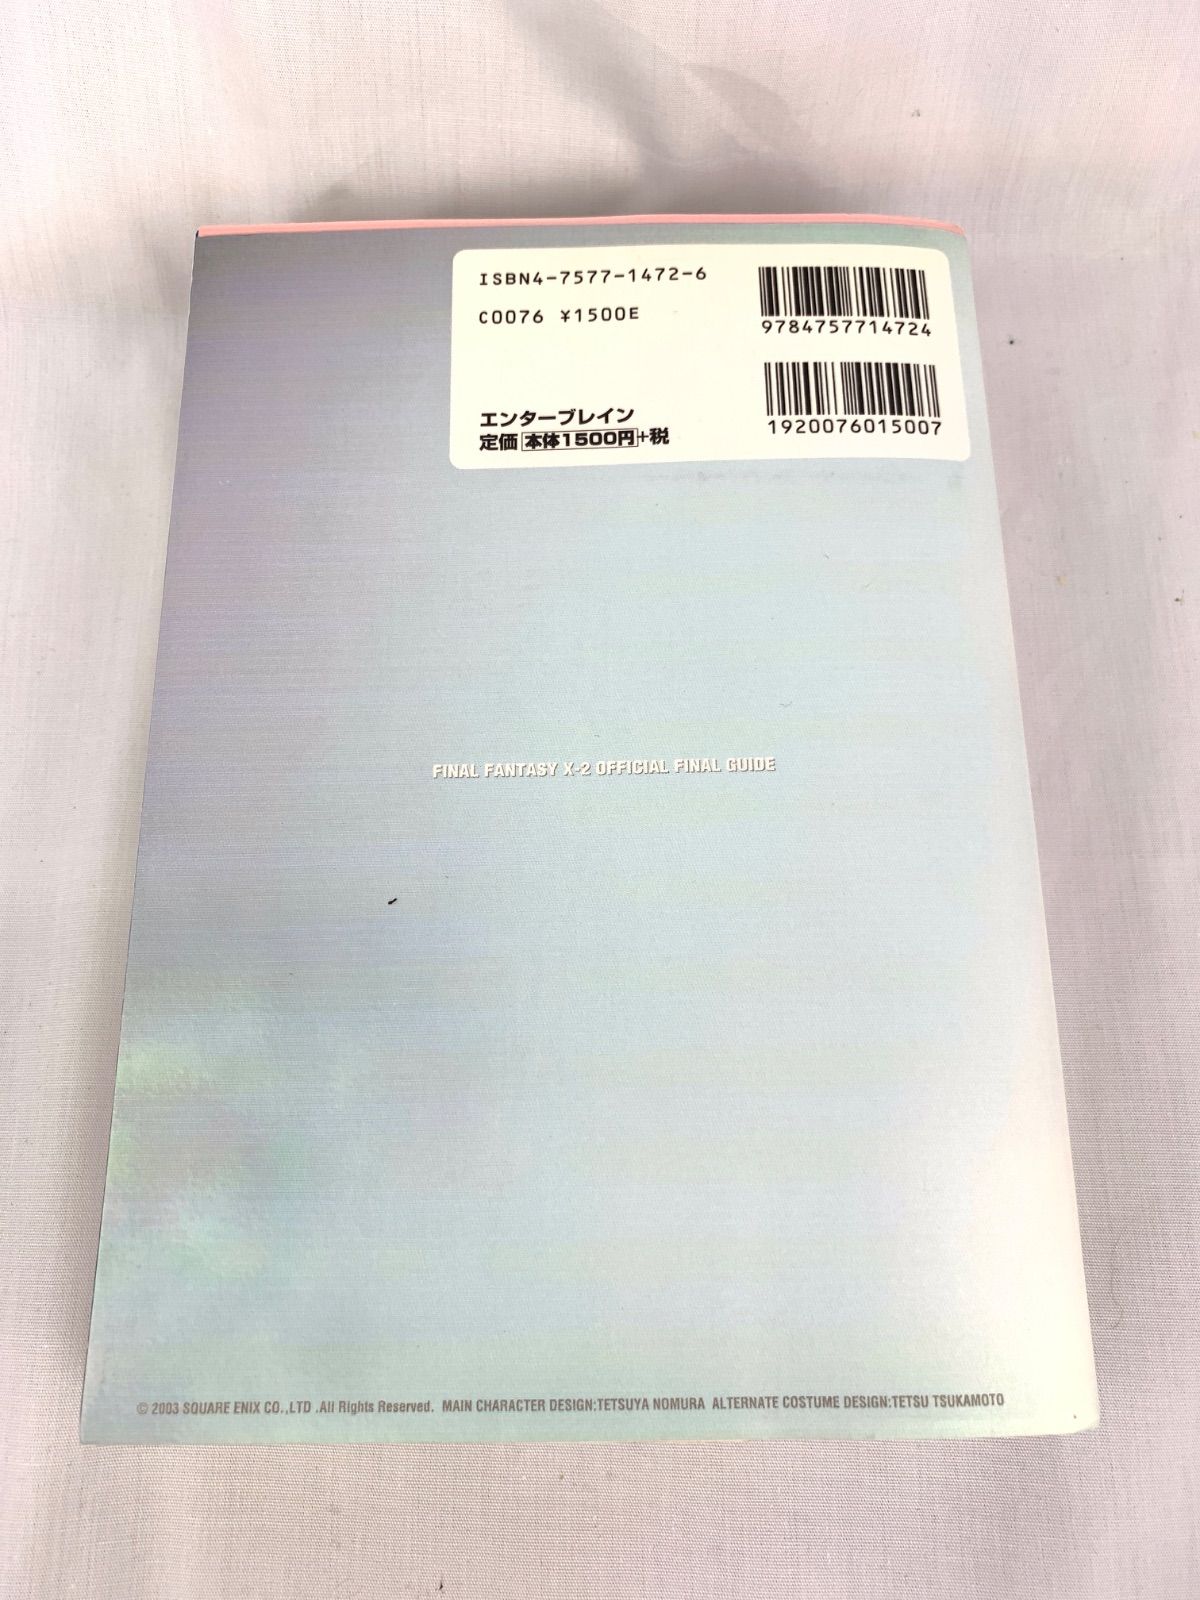 ISBN4-7577-1472-6
C0076 ¥1500E
9784757714724
1920076015007
エンターブレイン
定価 本体1500円+税
FINAL FANTASY X-2 OFFICIAL FINAL GUIDE
© 2003 SQUARE ENIX CO.,LTD .All Rights Reserved. MAIN CHARACTER DESIGN:TETSUYA NOMURA ALTERNATE COSTUME DESIGN:TETSU TSUKAMOTO